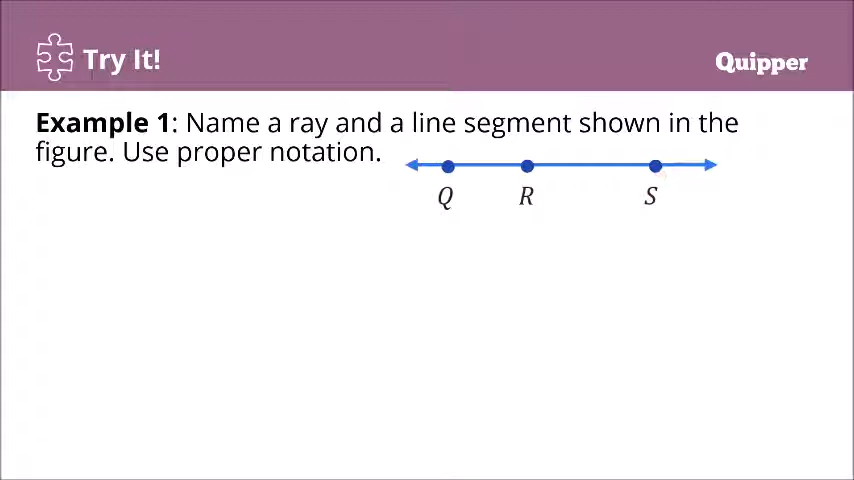 Try It!
Quipper
Example 1: Name a ray and a line segment shown in the
figure. Use proper notation.
Q R S